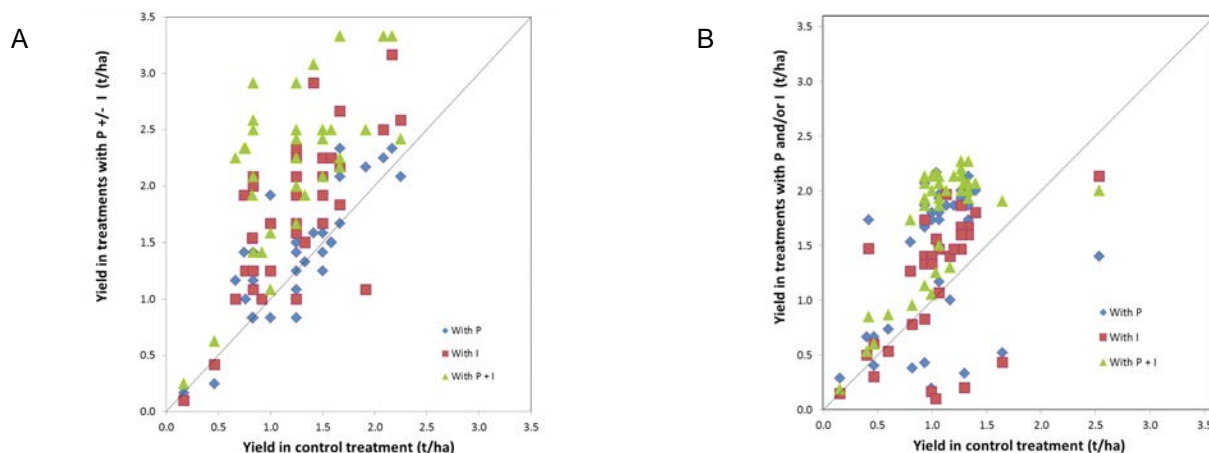 A
Yield in treatments with P +/- I (t/ha)
3.5
3.0
2.5
2.0
1.5
1.0
0.5
0.0
0.0 0.5 1.0 1.5 2.0 2.5 3.0 3.5
Yield in control treatment (t/ha)
With P
With I
With P + I
B
Yield in treatments with P and/or I (t/ha)
3.5
3.0
2.5
2.0
1.5
1.0
0.5
0.0
0.0 0.5 1.0 1.5 2.0 2.5 3.0 3.5
Yield in control treatment (t/ha)
With P
With I
With P + I